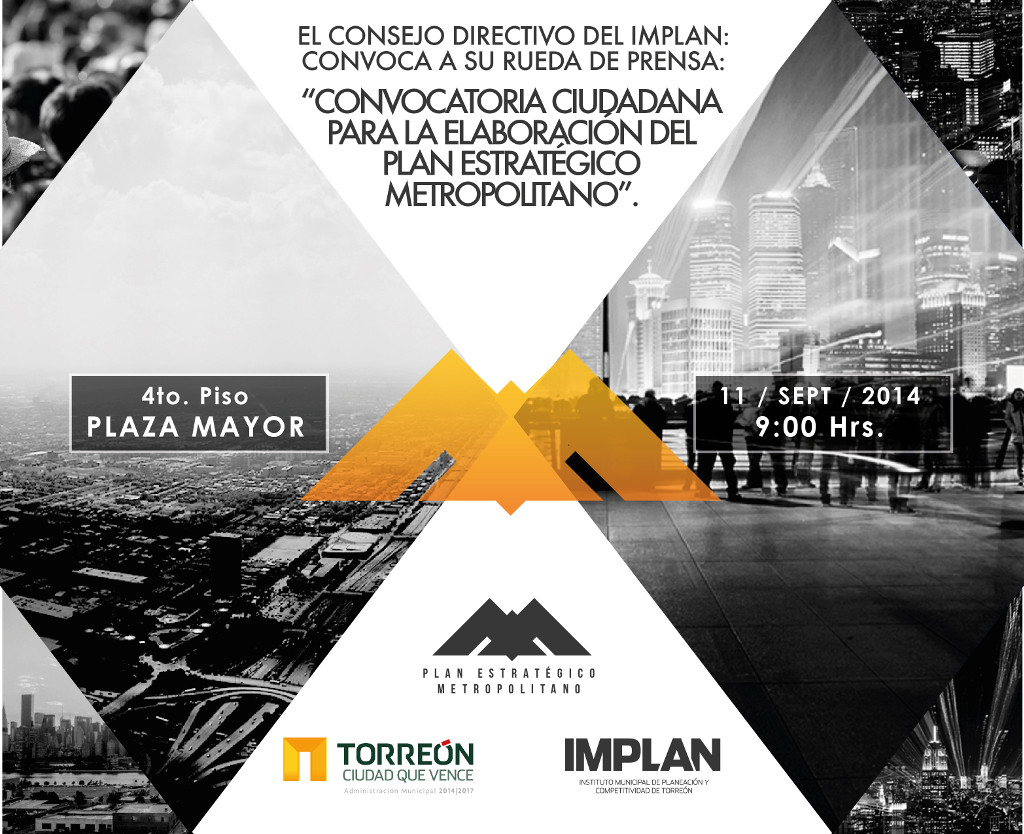 EL CONSEJO DIRECTIVO DEL IMPLAN:
CONVOCA A SU RUEDA DE PRENSA:
“CONVOCATORIA CIUDADANA
PARA LA ELABORACIÓN DEL
PLAN ESTRATÉGICO
METROPOLITANO”.
4to. Piso
PLAZA MAYOR
11 / SEPT / 2014
9:00 Hrs.
PLAN ESTRATÉGICO
METROPOLITANO
TORREÓN
CIUDAD QUE VENCE
Administración Municipal 2014|2017
IMPLAN
INSTITUTO MUNICIPAL DE PLANEACIÓN Y
COMPETITIVIDAD DE TORREÓN